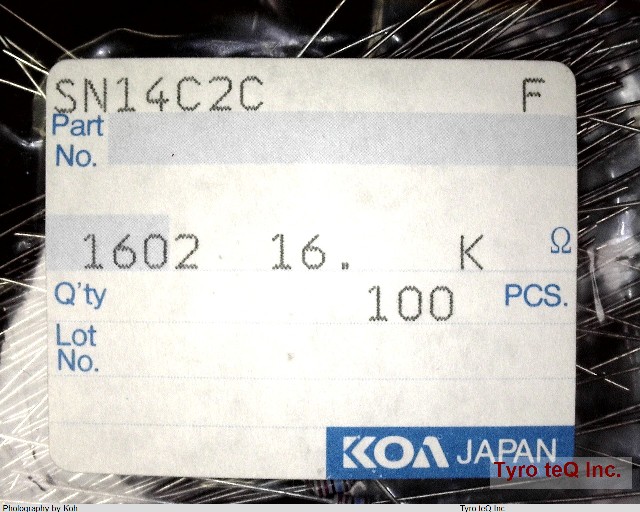 SN14C2C F
Part
No.
1602 16. K Ω
Q'ty 100 PCS.
Lot
No.
KOA JAPAN
Tyro teQ Inc.
Photography by Koh Tyro teQ Inc